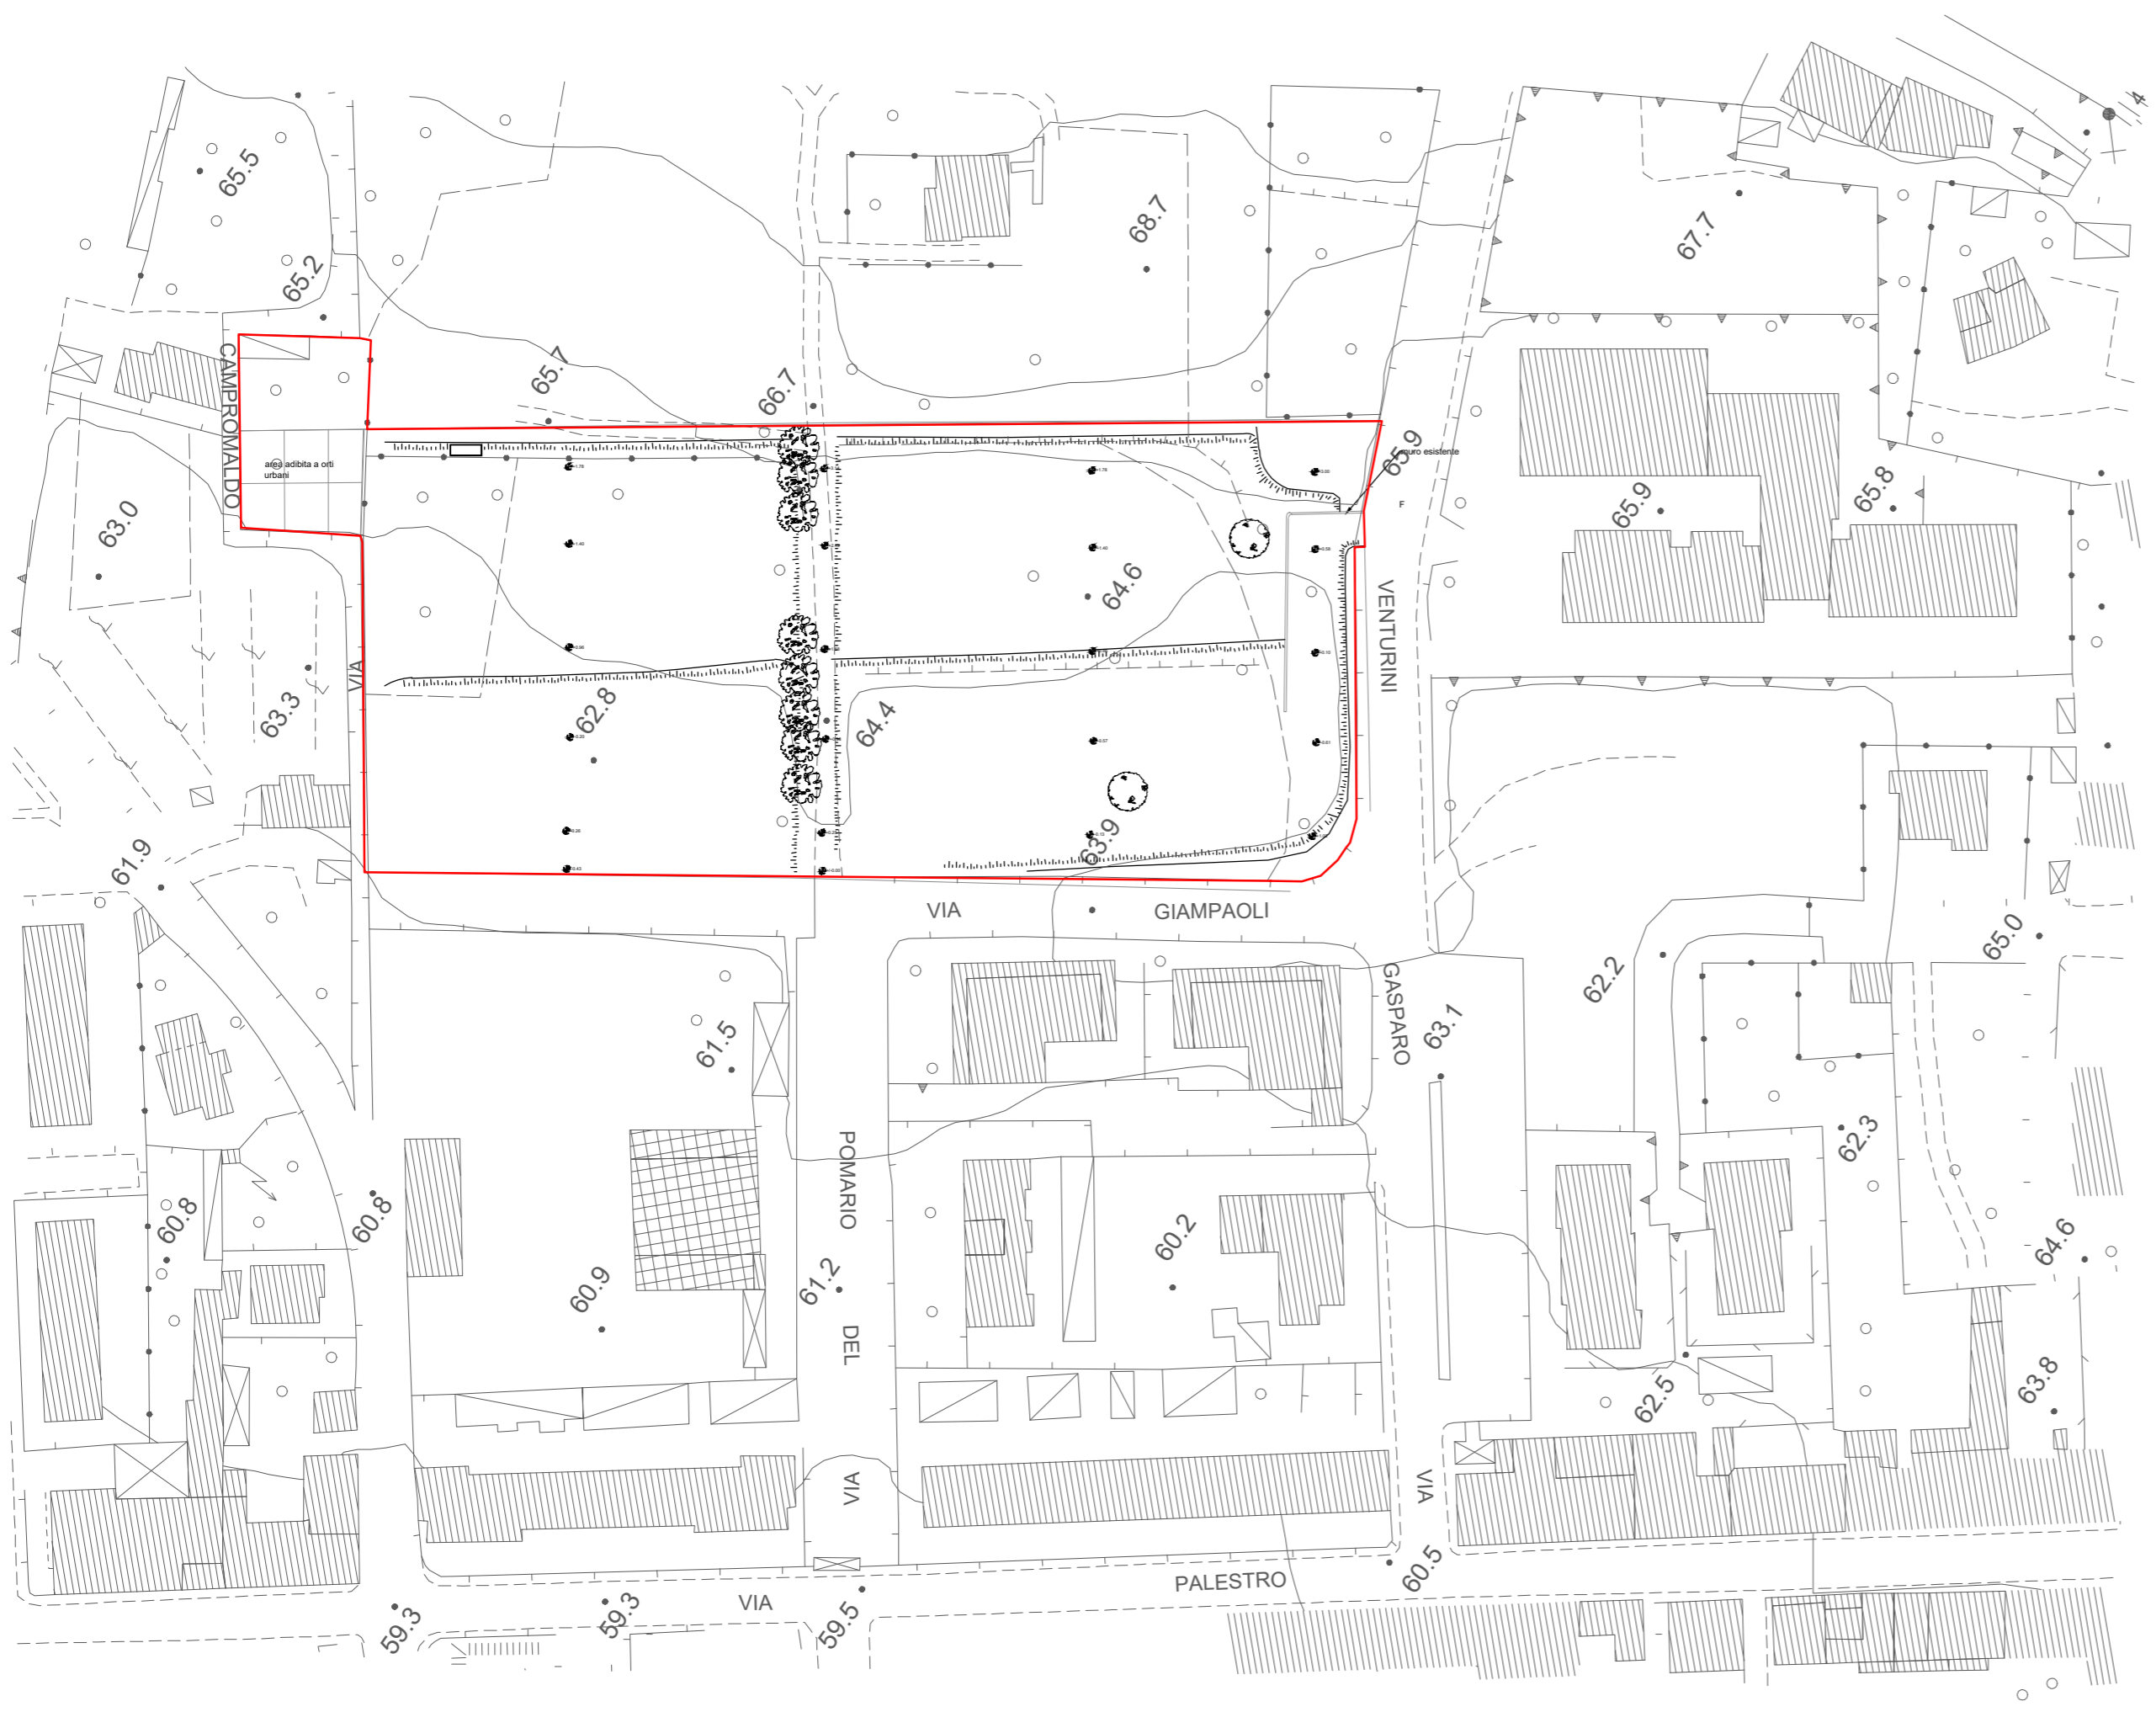 4
65.5
68.7
67.7
65.2
CAMPROMALDO
65.7
66.7
65.9
muro esistente
area adibita a orti
urbani
F
65.9
65.8
63.0
64.6
VENTURINI
VIA
63.3
62.8
64.4
61.9
63.9
VIA
GIAMPAOLI
65.0
62.2
GASPARO
63.1
61.5
POMARIO
62.3
60.8
60.8
60.2
64.6
60.9
61.2
DEL
62.5
63.8
VIA
VIA
60.5
PALESTRO
VIA
59.3
59.3
59.5